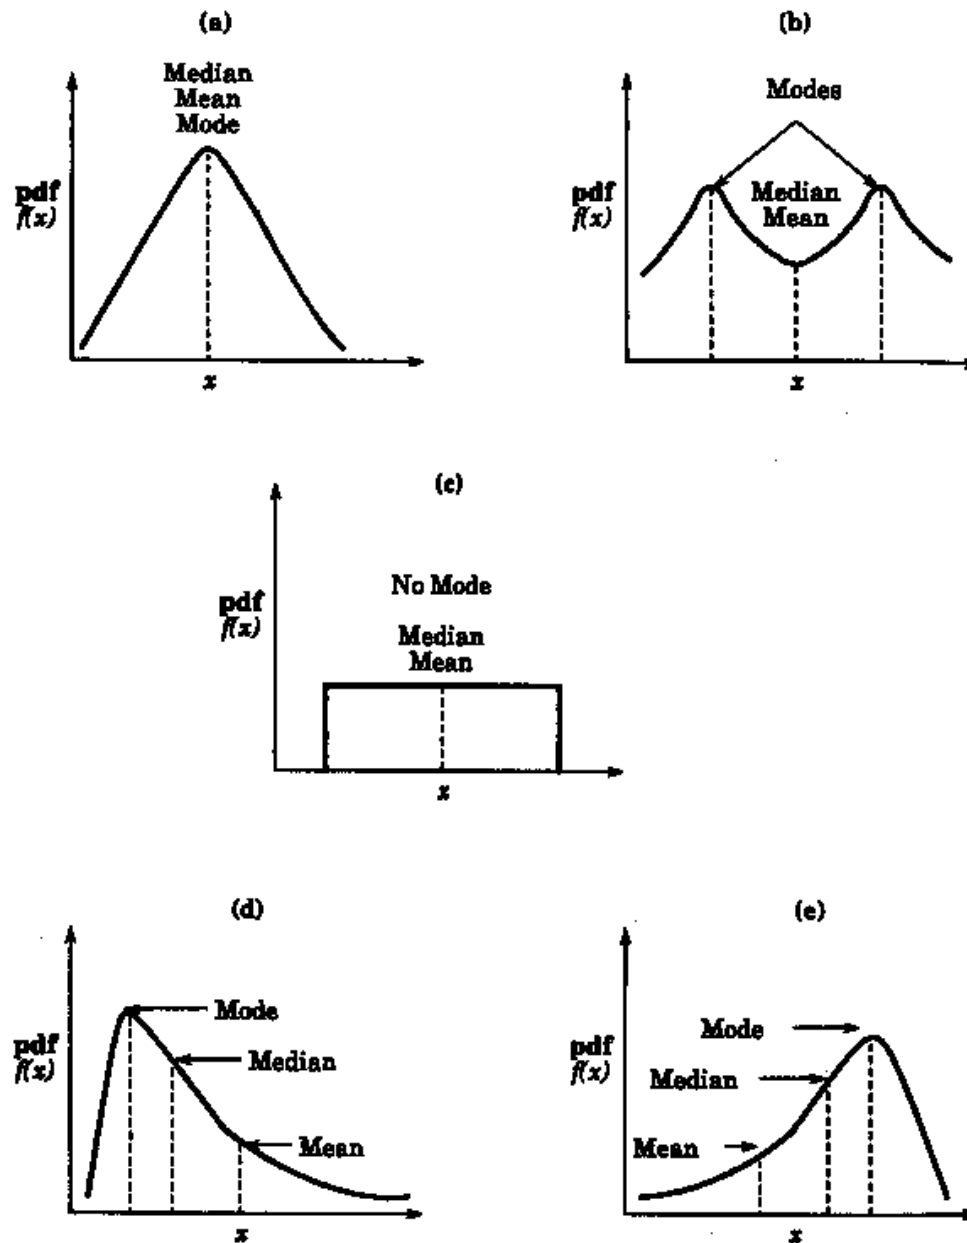 (a)
Median
Mean
Mode
pdf
f(x)
x
(b)
Modes
Median
Mean
pdf
f(x)
x
(c)
No Mode
pdf
f(x)
Median
Mean
x
(d)
Mode
pdf
f(x)
Median
Mean
x
(e)
Mode
pdf
f(x)
Median
Mean
x